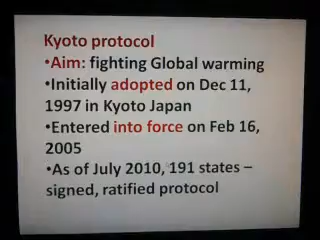 Kyoto protocol
•Aim: fighting Global warming
•Initially adopted on Dec 11,
1997 in Kyoto Japan
•Entered into force on Feb 16,
2005
•As of July 2010, 191 states –
signed, ratified protocol